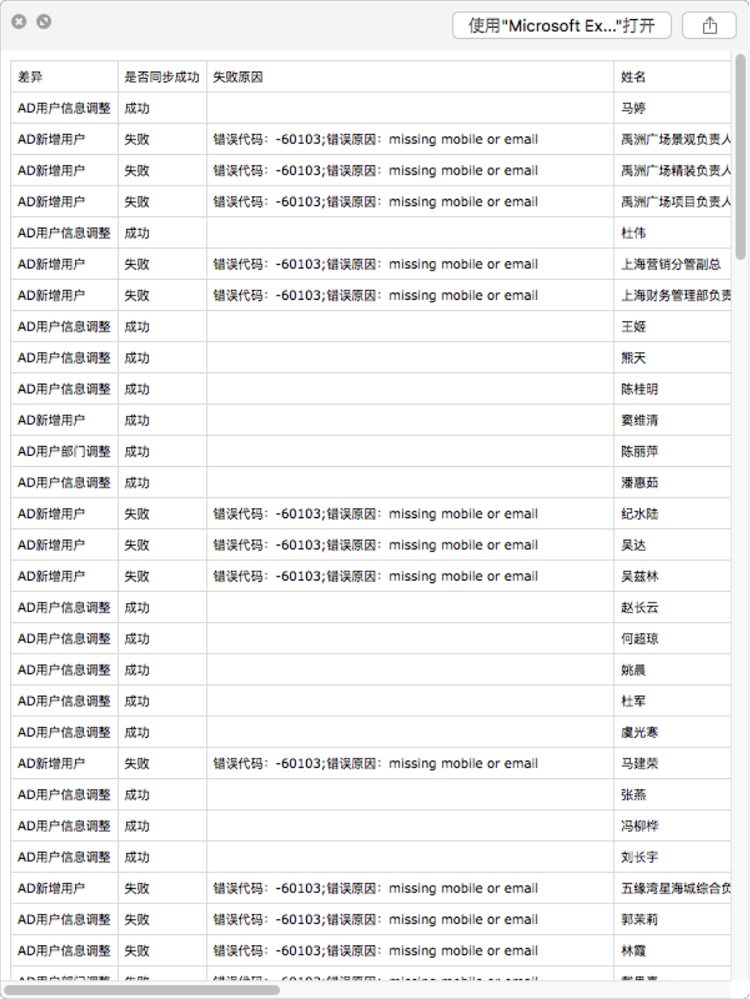 使用"Microsoft Ex..."打开
差异 是否同步成功 失败原因 姓名
AD用户信息调整 成功 马婷
AD新增用户 失败 错误代码：-60103;错误原因：missing mobile or email 禹洲广场景观负责人
AD新增用户 失败 错误代码：-60103;错误原因：missing mobile or email 禹洲广场精装负责人
AD新增用户 失败 错误代码：-60103;错误原因：missing mobile or email 禹洲广场项目负责人
AD用户信息调整 成功 杜伟
AD新增用户 失败 错误代码：-60103;错误原因：missing mobile or email 上海营销分管副总
AD新增用户 失败 错误代码：-60103;错误原因：missing mobile or email 上海财务管理部负责
AD用户信息调整 成功 王姬
AD用户信息调整 成功 熊天
AD用户信息调整 成功 陈桂明
AD新增用户 成功 窦维清
AD用户部门调整 成功 陈丽萍
AD用户信息调整 成功 潘惠茹
AD新增用户 失败 错误代码：-60103;错误原因：missing mobile or email 纪水陆
AD新增用户 失败 错误代码：-60103;错误原因：missing mobile or email 吴达
AD新增用户 失败 错误代码：-60103;错误原因：missing mobile or email 吴兹林
AD用户信息调整 成功 赵长云
AD用户信息调整 成功 何超琼
AD用户信息调整 成功 姚晨
AD用户信息调整 成功 杜军
AD用户信息调整 成功 虞光寒
AD新增用户 失败 错误代码：-60103;错误原因：missing mobile or email 马建荣
AD用户信息调整 成功 张燕
AD用户信息调整 成功 冯柳桦
AD用户信息调整 成功 刘长宇
AD新增用户 失败 错误代码：-60103;错误原因：missing mobile or email 五缘湾星海城综合负
AD用户信息调整 失败 错误代码：-60103;错误原因：missing mobile or email 郭茉莉
AD用户信息调整 失败 错误代码：-60103;错误原因：missing mobile or email 林霞
AD用户部门调整 失败 错误代码：-60103;错误原因：missing mobile or email